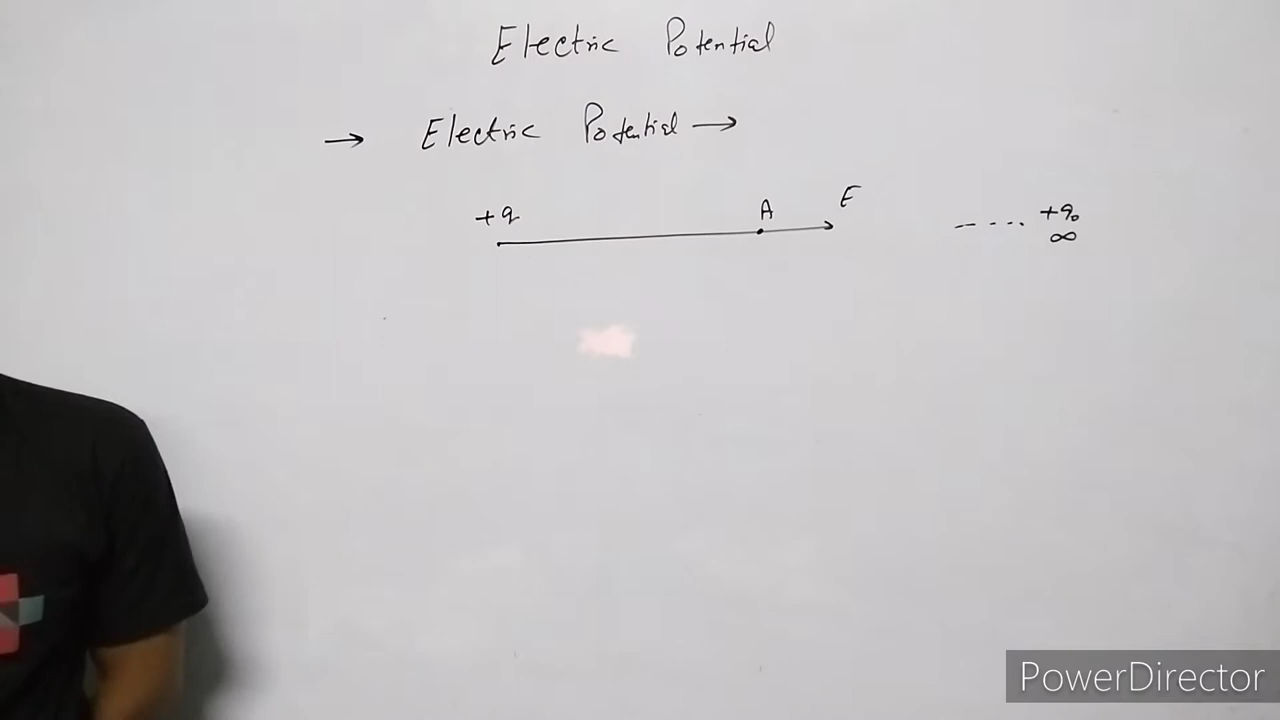 Electric Potential
→ Electric Potential →
+q A E +q₀
∞
PowerDirector